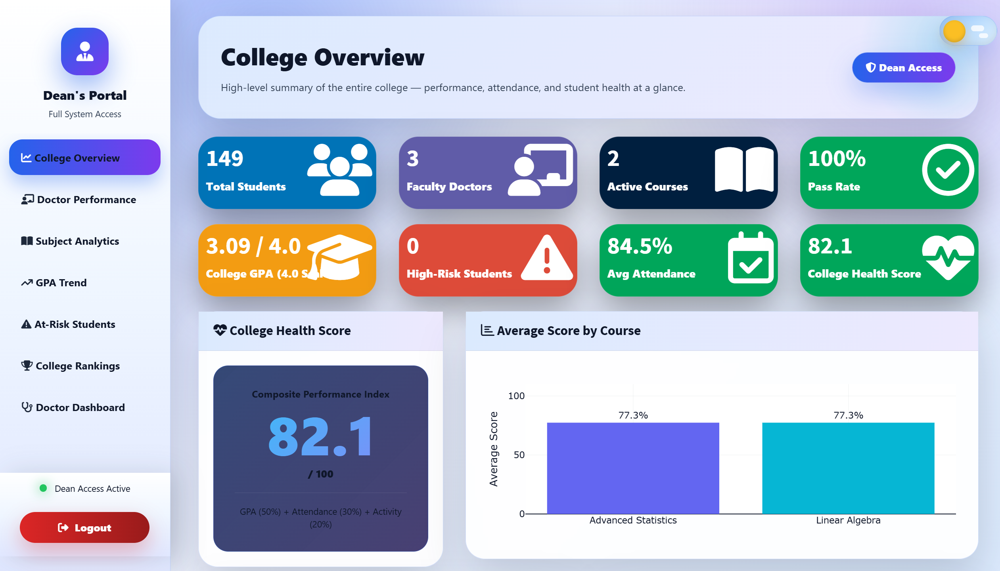 Dean's Portal
Full System Access
College Overview
Doctor Performance
Subject Analytics
GPA Trend
At-Risk Students
College Rankings
Doctor Dashboard
Dean Access Active
Logout
College Overview
High-level summary of the entire college — performance, attendance, and student health at a glance.
Dean Access
149
Total Students
3
Faculty Doctors
2
Active Courses
100%
Pass Rate
3.09 / 4.0
College GPA (4.0
0
High-Risk Students
84.5%
Avg Attendance
82.1
College Health Score
College Health Score
Composite Performance Index
82.1
/ 100
GPA (50%) + Attendance (30%) + Activity
(20%)
Average Score by Course
Average Score
100
50
0
77.3%
77.3%
Advanced Statistics
Linear Algebra